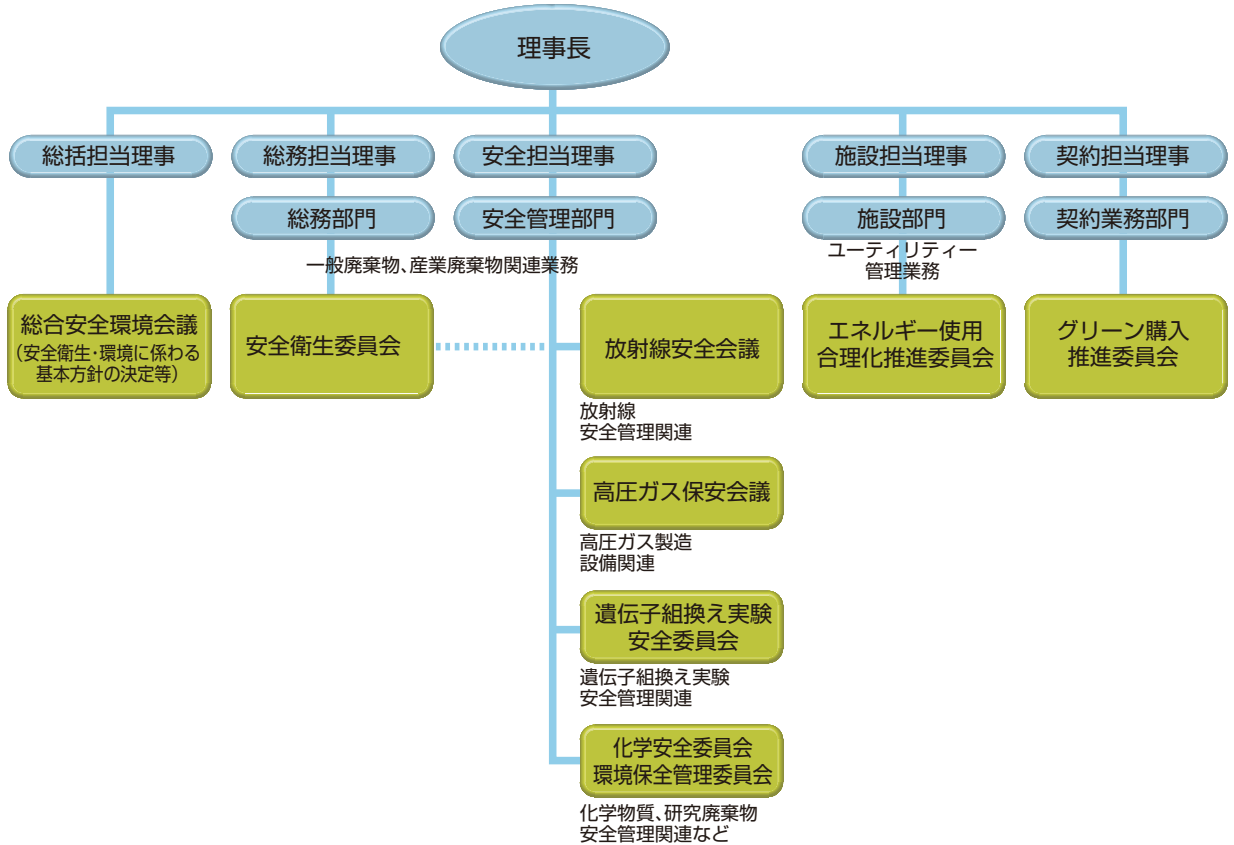 理事長
総括担当理事
総務担当理事
安全担当理事
施設担当理事
契約担当理事
総務部門
安全管理部門
施設部門
契約業務部門
一般廃棄物、産業廃棄物関連業務
ユーティリティー
管理業務
総合安全環境会議
（安全衛生・環境に係わる
基本方針の決定等）
安全衛生委員会
放射線安全会議
エネルギー使用
合理化推進委員会
グリーン購入
推進委員会
放射線
安全管理関連
高圧ガス保安会議
高圧ガス製造
設備関連
遺伝子組換え実験
安全委員会
遺伝子組換え実験
安全管理関連
化学安全委員会
環境保全管理委員会
化学物質、研究廃棄物
安全管理関連など